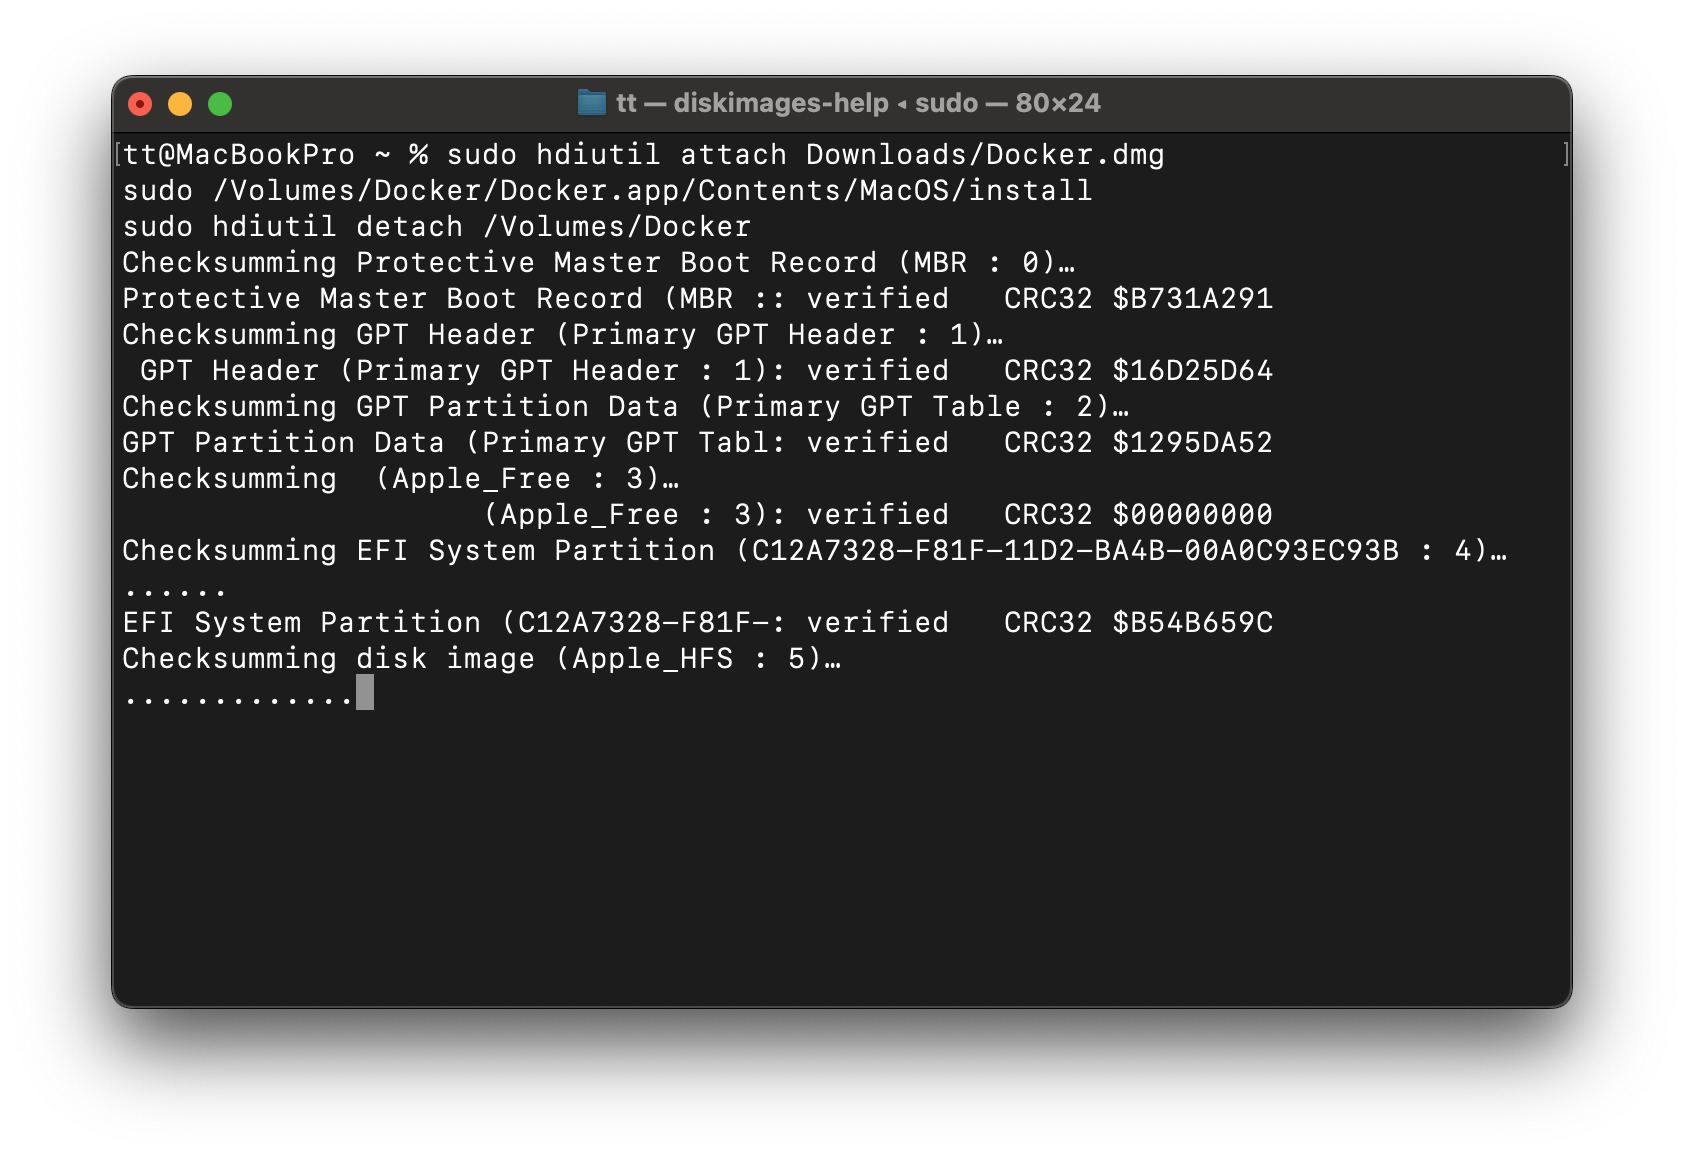 tt — diskimages-help ◂ sudo — 80×24
[tt@MacBookPro ~ % sudo hdiutil attach Downloads/Docker.dmg ]
sudo /Volumes/Docker/Docker.app/Contents/MacOS/install
sudo hdiutil detach /Volumes/Docker
Checksumming Protective Master Boot Record (MBR : 0)…
Protective Master Boot Record (MBR :: verified   CRC32 $B731A291
Checksumming GPT Header (Primary GPT Header : 1)…
 GPT Header (Primary GPT Header : 1): verified   CRC32 $16D25D64
Checksumming GPT Partition Data (Primary GPT Table : 2)…
GPT Partition Data (Primary GPT Tabl: verified   CRC32 $1295DA52
Checksumming  (Apple_Free : 3)…
                    (Apple_Free : 3): verified   CRC32 $00000000
Checksumming EFI System Partition (C12A7328-F81F-11D2-BA4B-00A0C93EC93B : 4)…
......
EFI System Partition (C12A7328-F81F-: verified   CRC32 $B54B659C
Checksumming disk image (Apple_HFS : 5)…
.............